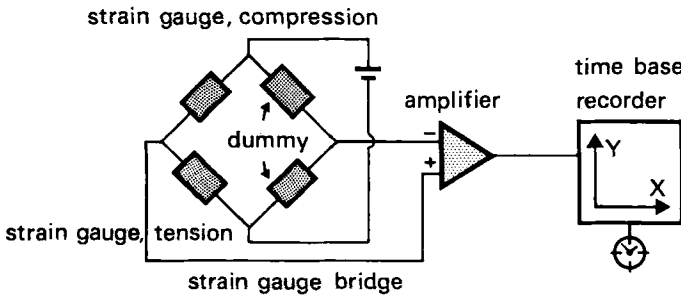 strain gauge, compression
time base
recorder
amplifier
dummy
−
+
Y
X
strain gauge, tension
strain gauge bridge